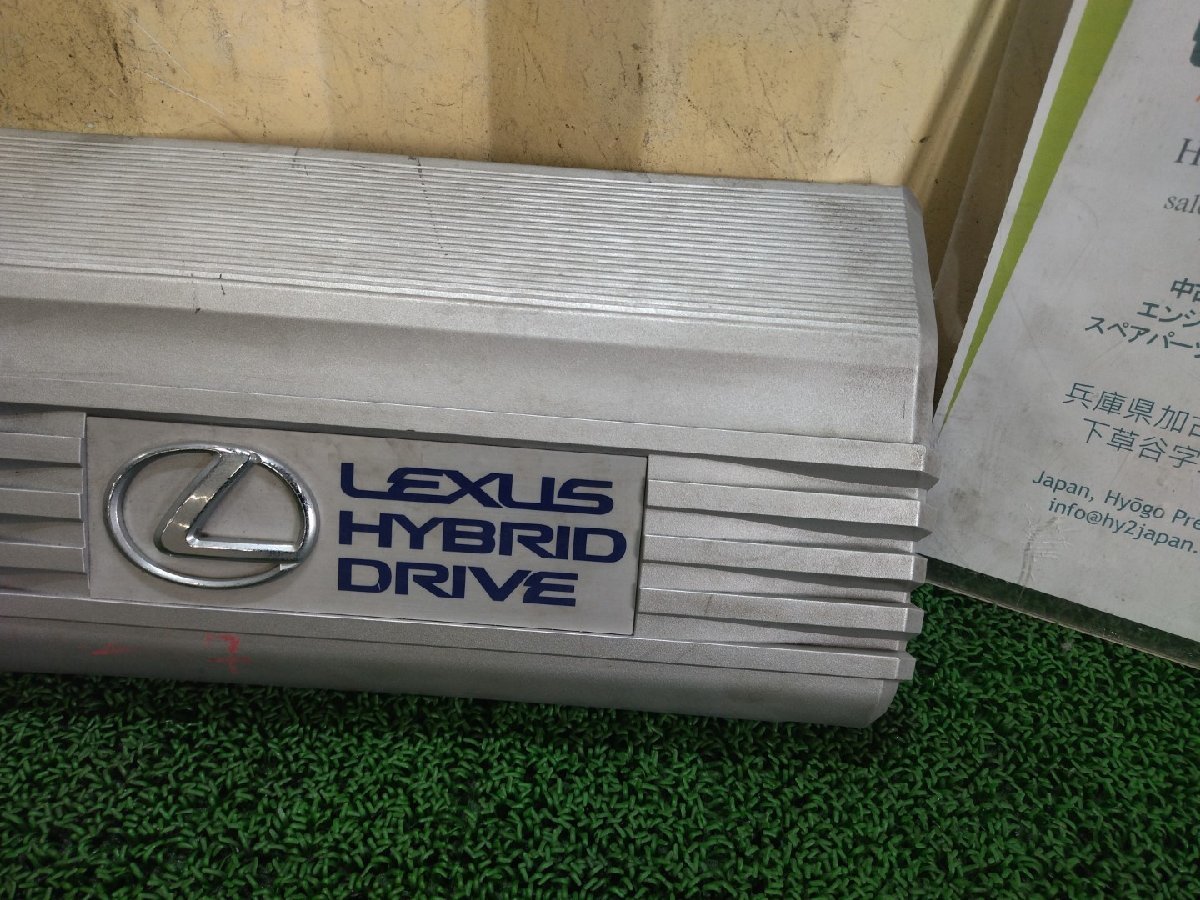 LEXUS
HYBRID
DRIVE
中古
エンジ
スペアパーツ
兵庫県加古
下草谷字
Japan, Hyōgo Pre
info@hy2japan.